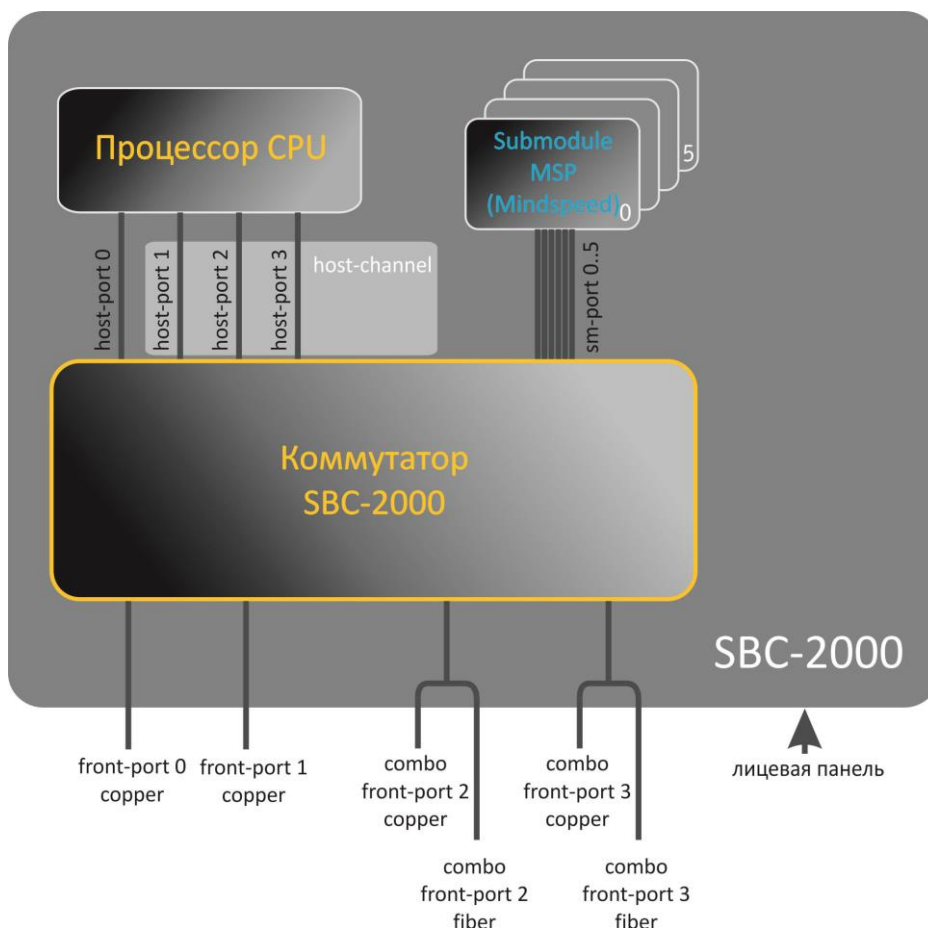 Процессор CPU
Submodule
MSP
(Mindspeed)
0
5
host-port 0
host-port 1
host-port 2
host-port 3
host-channel
sm-port 0..5
Коммутатор
SBC-2000
SBC-2000
front-port 0
copper
front-port 1
copper
combo
front-port 2
copper
combo
front-port 3
copper
лицевая панель
combo
front-port 2
fiber
combo
front-port 3
fiber